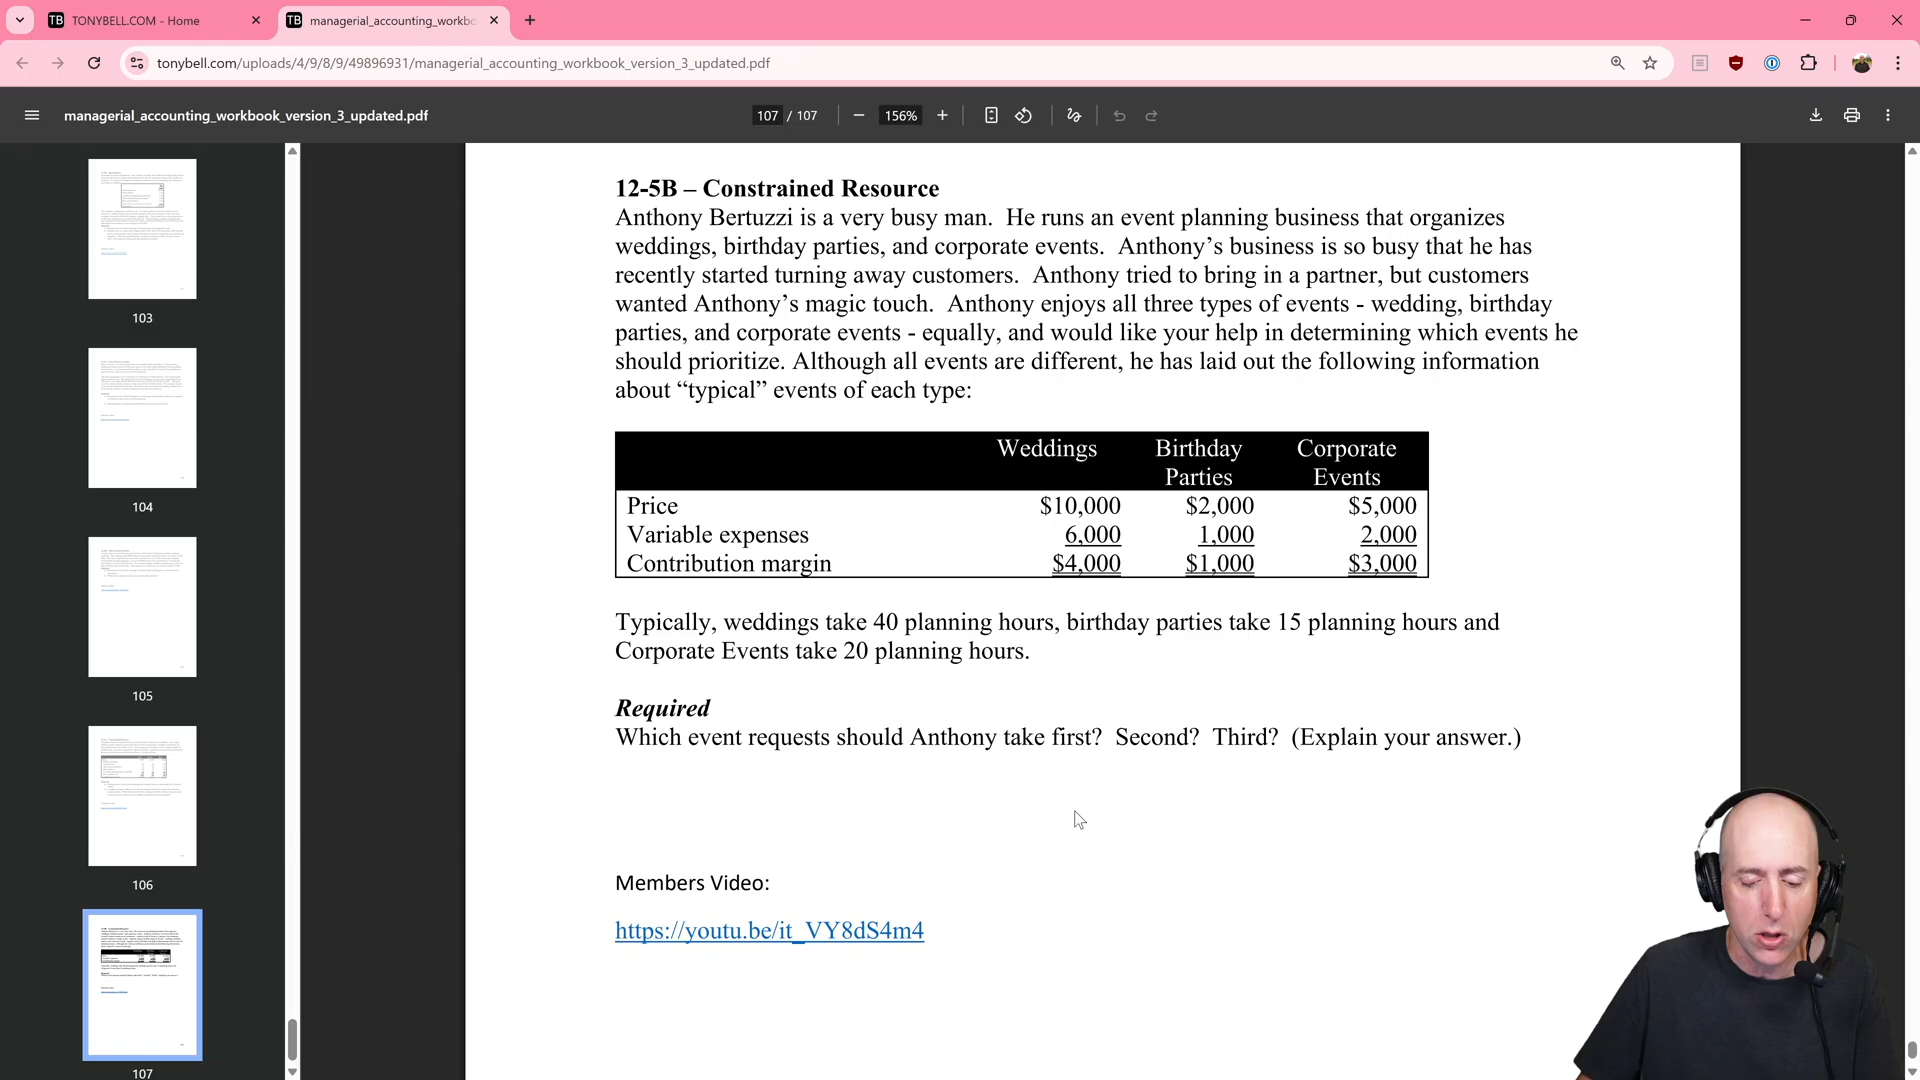 TONYBELL.COM - Home
managerial_accounting_workbo
tonybell.com/uploads/4/9/8/9/49896931/managerial_accounting_workbook_version_3_updated.pdf
managerial_accounting_workbook_version_3_updated.pdf
107 / 107
156%
103
104
105
106
107
12-5B – Constrained Resource
Anthony Bertuzzi is a very busy man. He runs an event planning business that organizes
weddings, birthday parties, and corporate events. Anthony’s business is so busy that he has
recently started turning away customers. Anthony tried to bring in a partner, but customers
wanted Anthony’s magic touch. Anthony enjoys all three types of events - wedding, birthday
parties, and corporate events - equally, and would like your help in determining which events he
should prioritize. Although all events are different, he has laid out the following information
about “typical” events of each type:
Weddings Birthday Corporate
Parties Events
Price $10,000 $2,000 $5,000
Variable expenses 6,000 1,000 2,000
Contribution margin $4,000 $1,000 $3,000
Typically, weddings take 40 planning hours, birthday parties take 15 planning hours and
Corporate Events take 20 planning hours.
Required
Which event requests should Anthony take first? Second? Third? (Explain your answer.)
Members Video:
https://youtu.be/it_VY8dS4m4